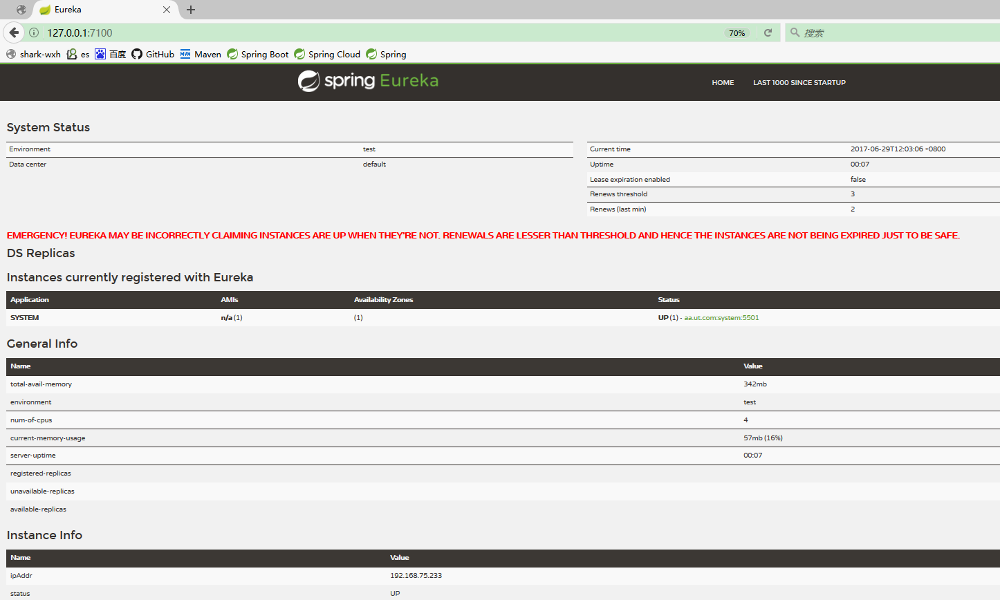 Eureka
127.0.0.1:7100
70%
搜索
shark-wxh es 百度 GitHub Maven Spring Boot Spring Cloud Spring
spring Eureka
HOME LAST 1000 SINCE STARTUP
System Status
Environment test
Data center default
Current time 2017-06-29T12:03:06 +0800
Uptime 00:07
Lease expiration enabled false
Renews threshold 3
Renews (last min) 2
EMERGENCY! EUREKA MAY BE INCORRECTLY CLAIMING INSTANCES ARE UP WHEN THEY'RE NOT. RENEWALS ARE LESSER THAN THRESHOLD AND HENCE THE INSTANCES ARE NOT BEING EXPIRED JUST TO BE SAFE.
DS Replicas
Instances currently registered with Eureka
Application AMIs Availability Zones Status
SYSTEM n/a (1) (1) UP (1) - aa.ut.com:system:5501
General Info
Name Value
total-avail-memory 342mb
environment test
num-of-cpus 4
current-memory-usage 57mb (16%)
server-uptime 00:07
registered-replicas
unavailable-replicas
available-replicas
Instance Info
Name Value
ipAddr 192.168.75.233
status UP